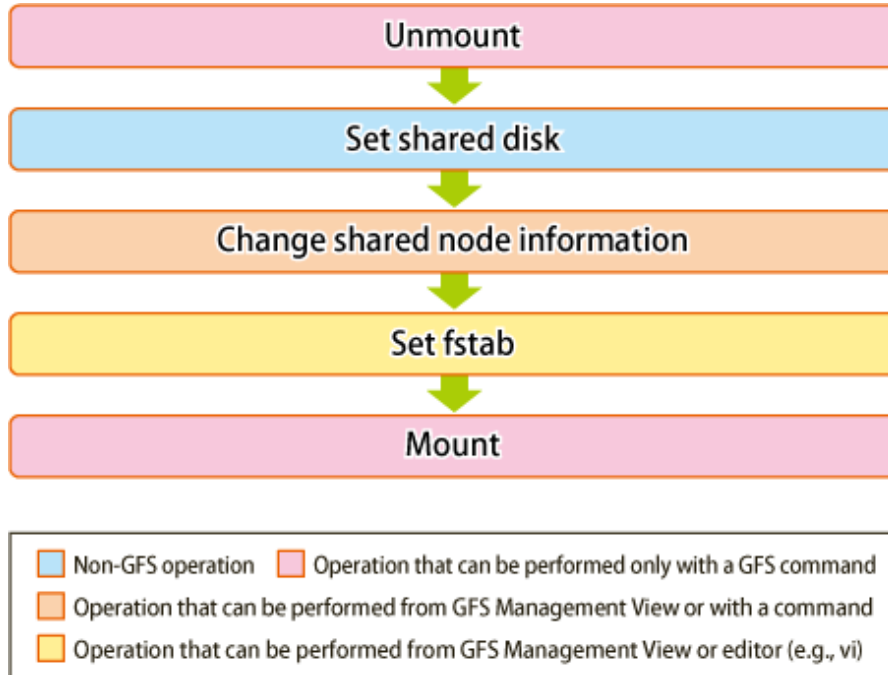 Unmount
Set shared disk
Change shared node information
Set fstab
Mount
Non-GFS operation Operation that can be performed only with a GFS command
Operation that can be performed from GFS Management View or with a command
Operation that can be performed from GFS Management View or editor (e.g., vi)